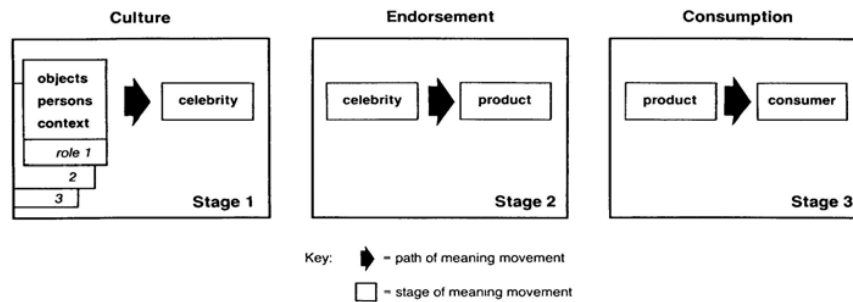 Culture
Endorsement
Consumption
objects
persons
context
role 1
2
3
celebrity
Stage 1
celebrity
product
Stage 2
product
consumer
Stage 3
Key:
= path of meaning movement
= stage of meaning movement